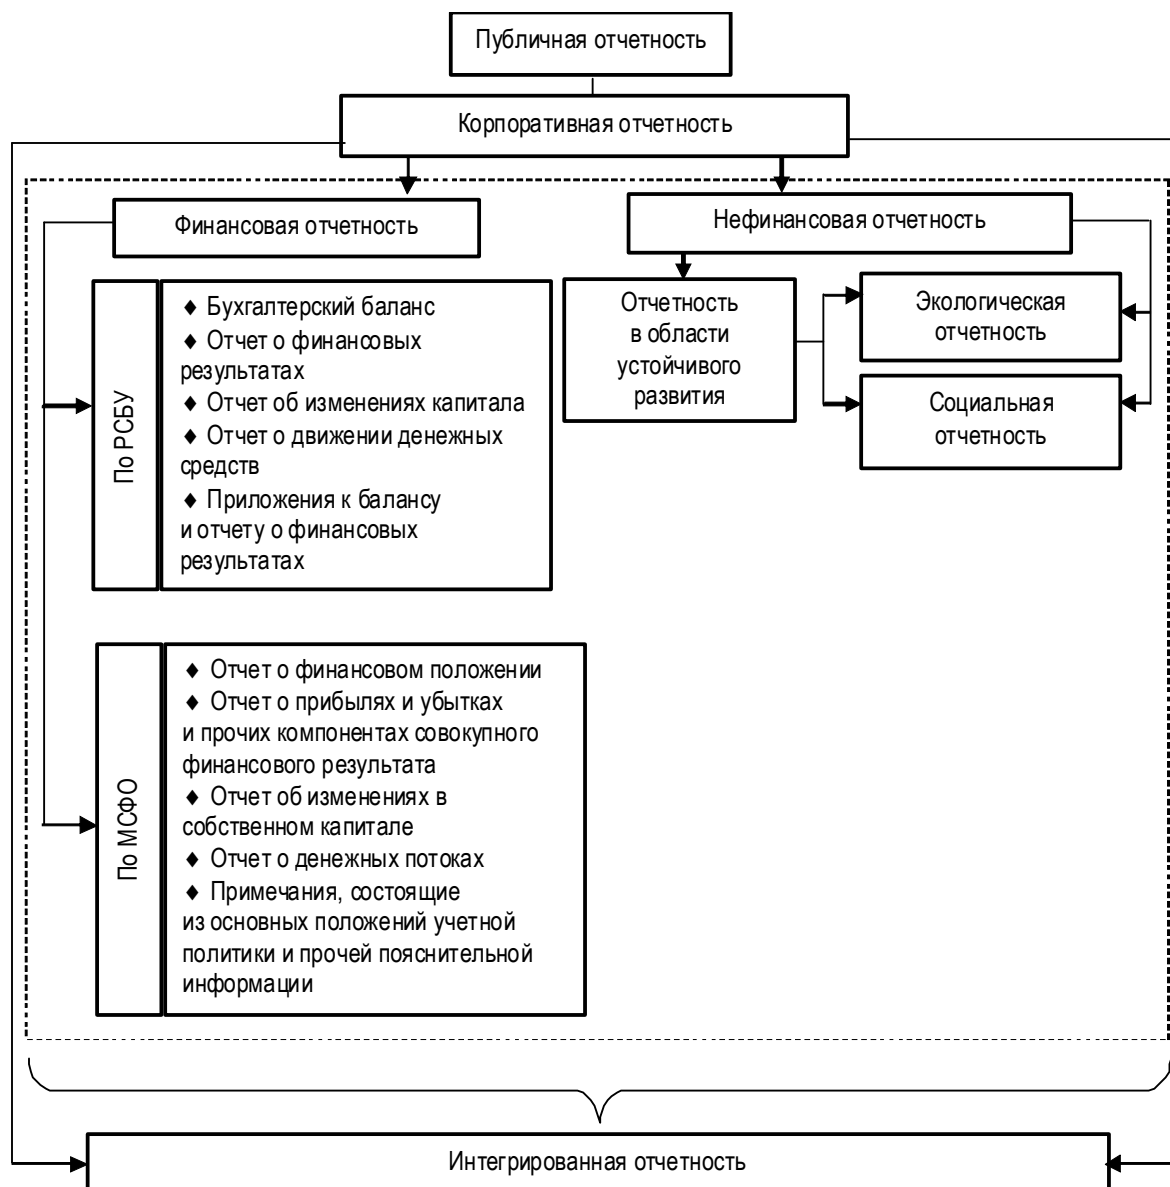 Публичная отчетность
Корпоративная отчетность
Финансовая отчетность
Нефинансовая отчетность
По РСБУ
♦ Бухгалтерский баланс
♦ Отчет о финансовых
результатах
♦ Отчет об изменениях капитала
♦ Отчет о движении денежных
средств
♦ Приложения к балансу
и отчету о финансовых
результатах
Отчетность
в области
устойчивого
развития
Экологическая
отчетность
Социальная
отчетность
По МСФО
♦ Отчет о финансовом положении
♦ Отчет о прибылях и убытках
и прочих компонентах совокупного
финансового результата
♦ Отчет об изменениях в
собственном капитале
♦ Отчет о денежных потоках
♦ Примечания, состоящие
из основных положений учетной
политики и прочей пояснительной
информации
Интегрированная отчетность